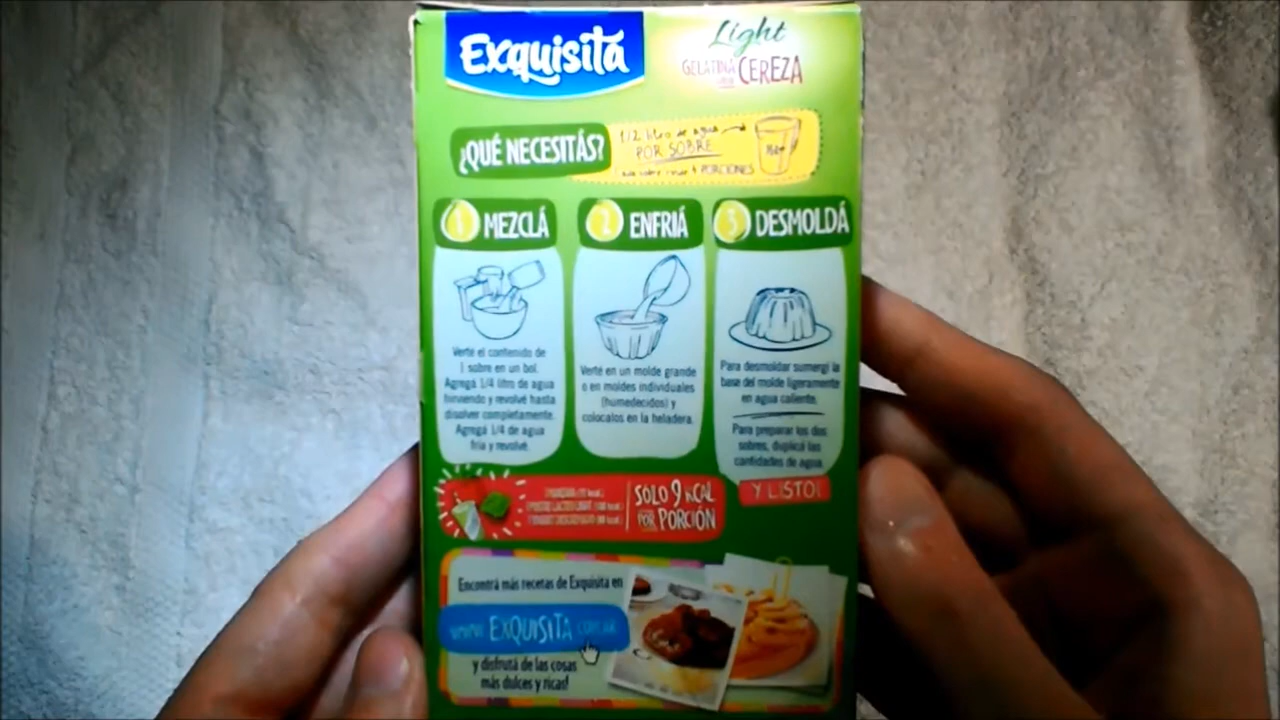 Exquisita
Light
GELATINA
CEREZA
¿QUÉ NECESITÁS?
1/2 litro de agua
POR SOBRE
4 PORCIONES
1 MEZCLÁ
Verté el contenido de
1 sobre en un bol.
Agregá 1/4 litro de agua
hirviendo y revolvé hasta
disolver completamente.
Agregá 1/4 de agua
fría y revolvé.
2 ENFRIÁ
Verté en un molde grande
o en moldes individuales
(humedecidos) y
colocalos en la heladera.
3 DESMOLDÁ
Para desmoldar sumergí la
base del molde ligeramente
en agua caliente.
Para preparar los dos
sobres, duplicá las
cantidades de agua.
Y LISTO!
SÓLO 9 KCAL
POR PORCIÓN
Encontrá más recetas de Exquisita en
www.EXQUISITA.com.ar
y disfrutá de las cosas
más dulces y ricas!